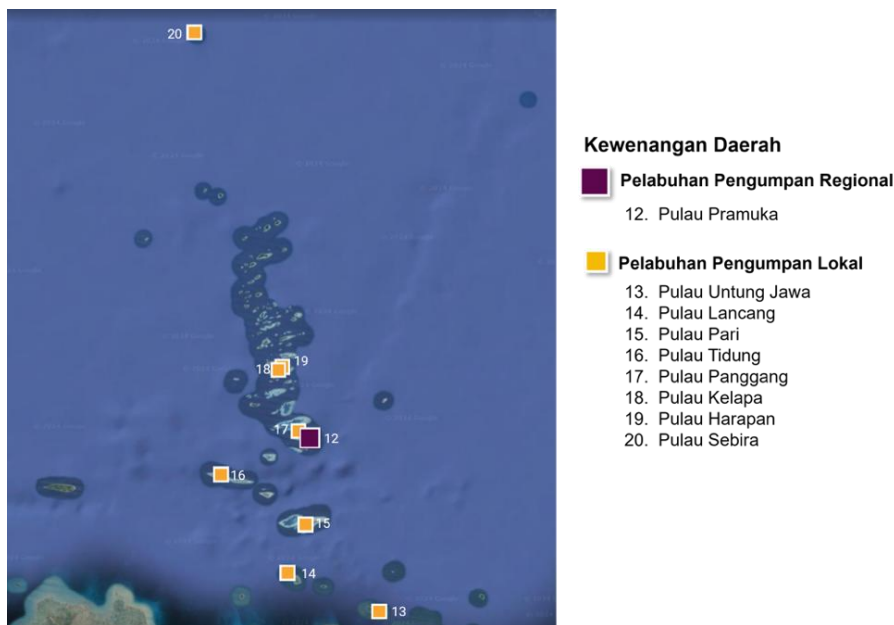 20
19
18
17
12
16
15
14
13
Kewenangan Daerah
Pelabuhan Pengumpan Regional
12. Pulau Pramuka
Pelabuhan Pengumpan Lokal
13. Pulau Untung Jawa
14. Pulau Lancang
15. Pulau Pari
16. Pulau Tidung
17. Pulau Panggang
18. Pulau Kelapa
19. Pulau Harapan
20. Pulau Sebira